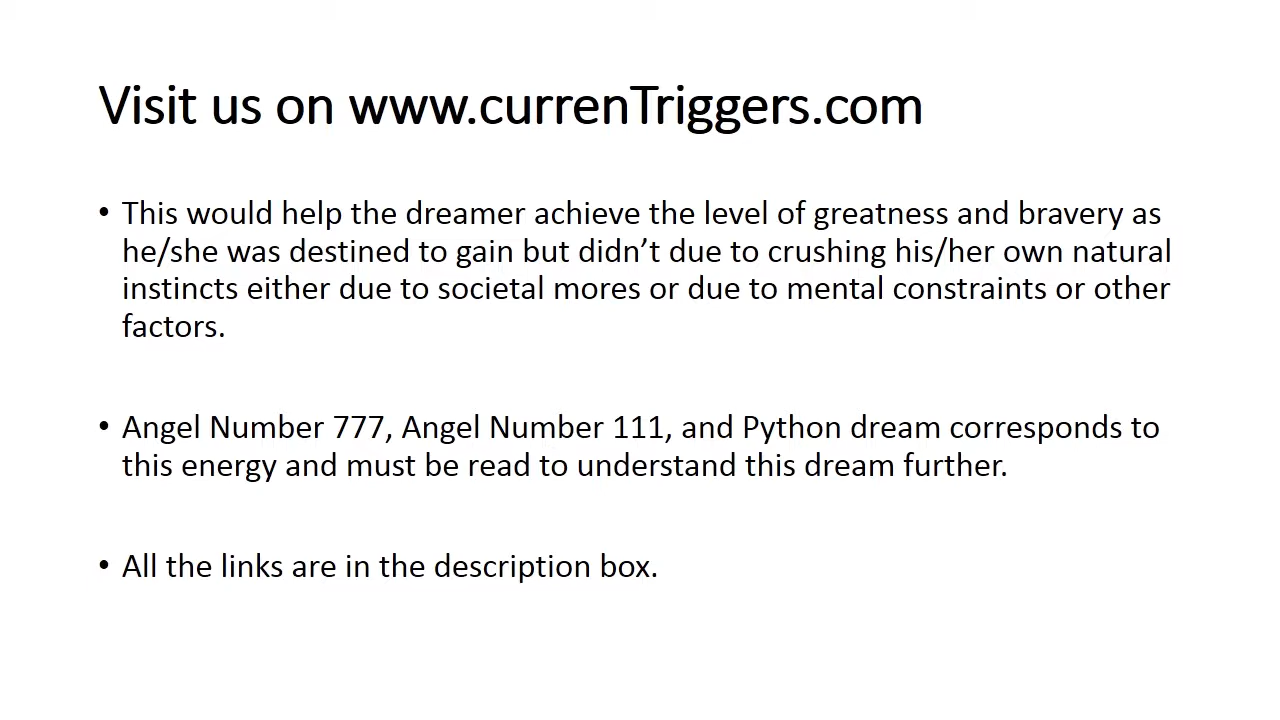 Visit us on www.currenTriggers.com
• This would help the dreamer achieve the level of greatness and bravery as
he/she was destined to gain but didn’t due to crushing his/her own natural
instincts either due to societal mores or due to mental constraints or other
factors.
• Angel Number 777, Angel Number 111, and Python dream corresponds to
this energy and must be read to understand this dream further.
• All the links are in the description box.